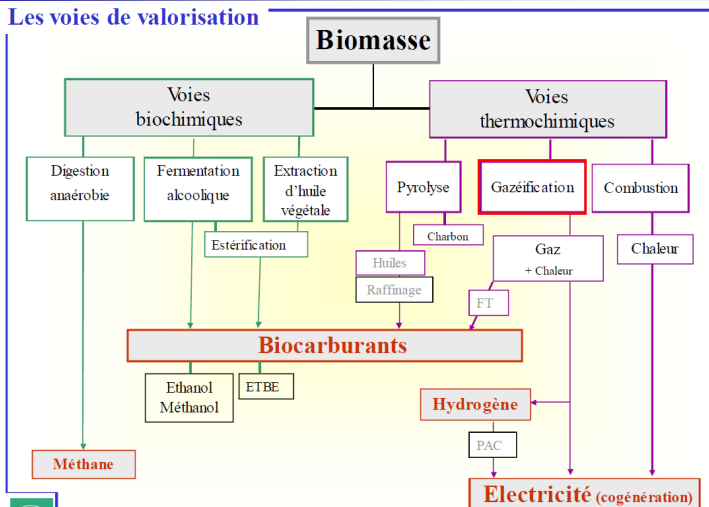 Les voies de valorisation
Biomasse
Voies
biochimiques
Voies
thermochimiques
Digestion
anaérobie
Fermentation
alcoolique
Extraction
d'huile
végétale
Pyrolyse
Gazéification
Combustion
Estérification
Charbon
Huiles
Raffinage
Gaz
+ Chaleur
Chaleur
FT
Biocarburants
Ethanol
Méthanol
ETBE
Hydrogène
PAC
Méthane
Electricité (cogénération)